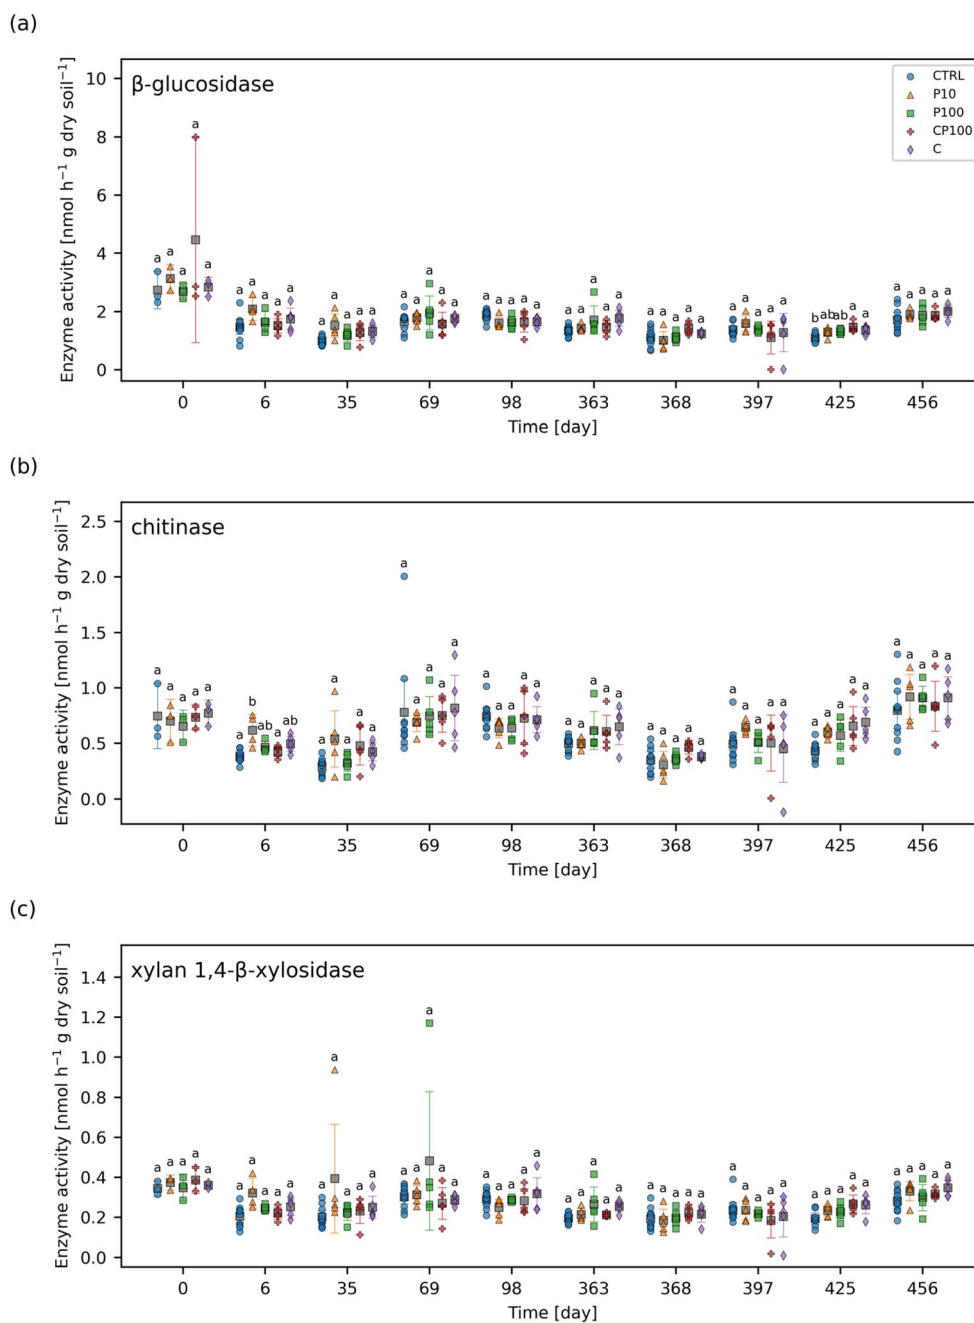 (a)
β-glucosidase
CTRL
P10
P100
CP100
C
Enzyme activity [nmol h⁻¹ g dry soil⁻¹]
10
8
6
4
2
0
a a a a a
a a a a a
a a a a a
a a a a a
a a a a a
a a a a a
a a a a a
a a a a a
b ab ab a a
a a a a a
0 6 35 69 98 363 368 397 425 456
Time [day]
(b)
chitinase
Enzyme activity [nmol h⁻¹ g dry soil⁻¹]
2.5
2.0
1.5
1.0
0.5
0.0
a a a a a
a b ab a ab
a a a a a
a a a a a
a a a a a
a a a a a
a a a a a
a a a a a
a a a a a
a a a a a
0 6 35 69 98 363 368 397 425 456
Time [day]
(c)
xylan 1,4-β-xylosidase
Enzyme activity [nmol h⁻¹ g dry soil⁻¹]
1.4
1.2
1.0
0.8
0.6
0.4
0.2
0.0
a a a a a
a a a a a
a a a a a
a a a a a
a a a a a
a a a a a
a a a a a
a a a a a
a a a a a
a a a a a
0 6 35 69 98 363 368 397 425 456
Time [day]